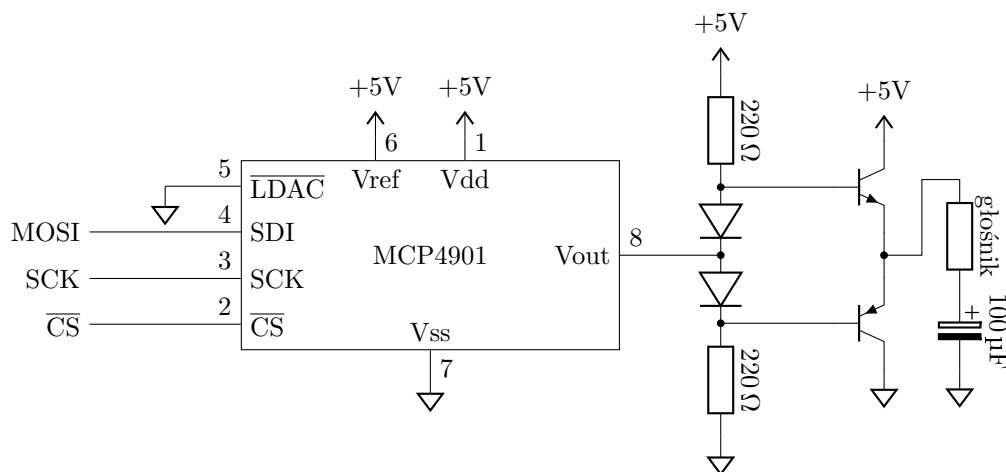 +5V
+5V
+5V
+5V
220 Ω
6
1
5
LDAC
Vref
Vdd
głośnik
MOSI
4
SDI
MCP4901
Vout
8
SCK
3
SCK
CS
2
CS
Vss
7
220 Ω
+
100 µF